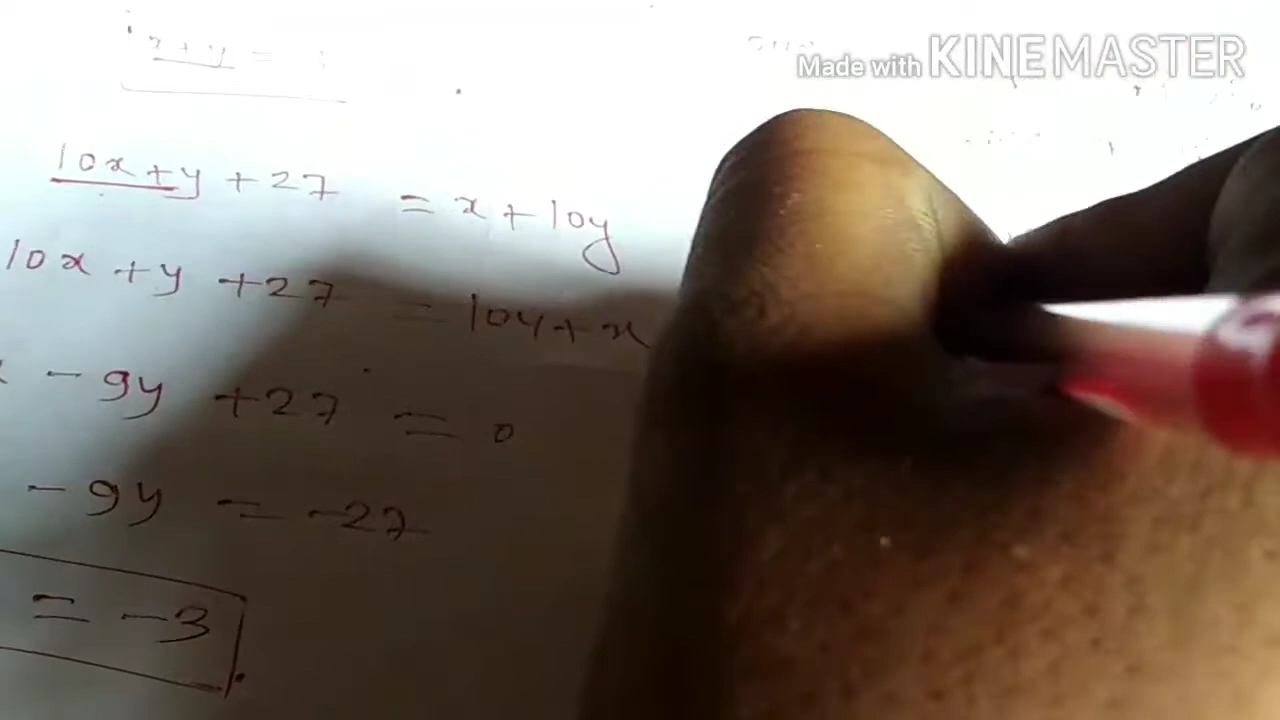 x + y =
Made with KINEMASTER
10x + y + 27 = x + 10y
10x + y + 27 = 10y + x
- 9y + 27 = 0
- 9y = -27
= -3